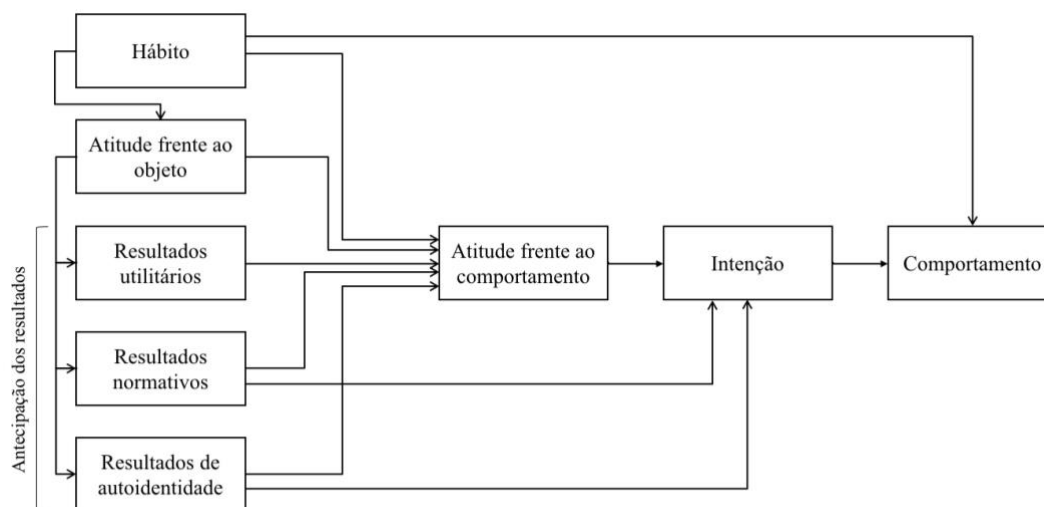 Hábito
Atitude frente ao
objeto
Resultados
utilitários
Resultados
normativos
Resultados de
autoidentidade
Antecipação dos resultados
Atitude frente ao
comportamento
Intenção
Comportamento